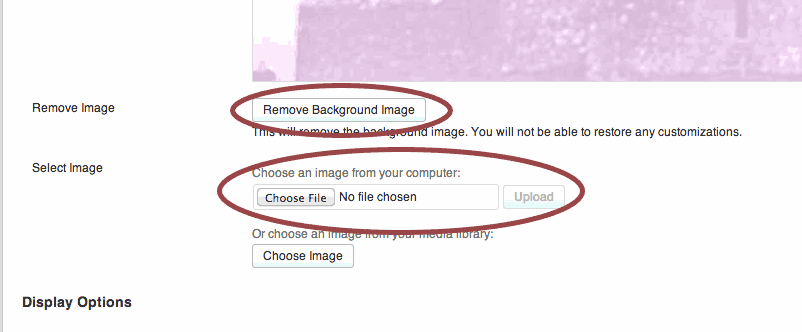 Remove Image
Remove Background Image
This will remove the background image. You will not be able to restore any customizations.
Select Image
Choose an image from your computer:
Choose File No file chosen Upload
Or choose an image from your media library:
Choose Image
Display Options